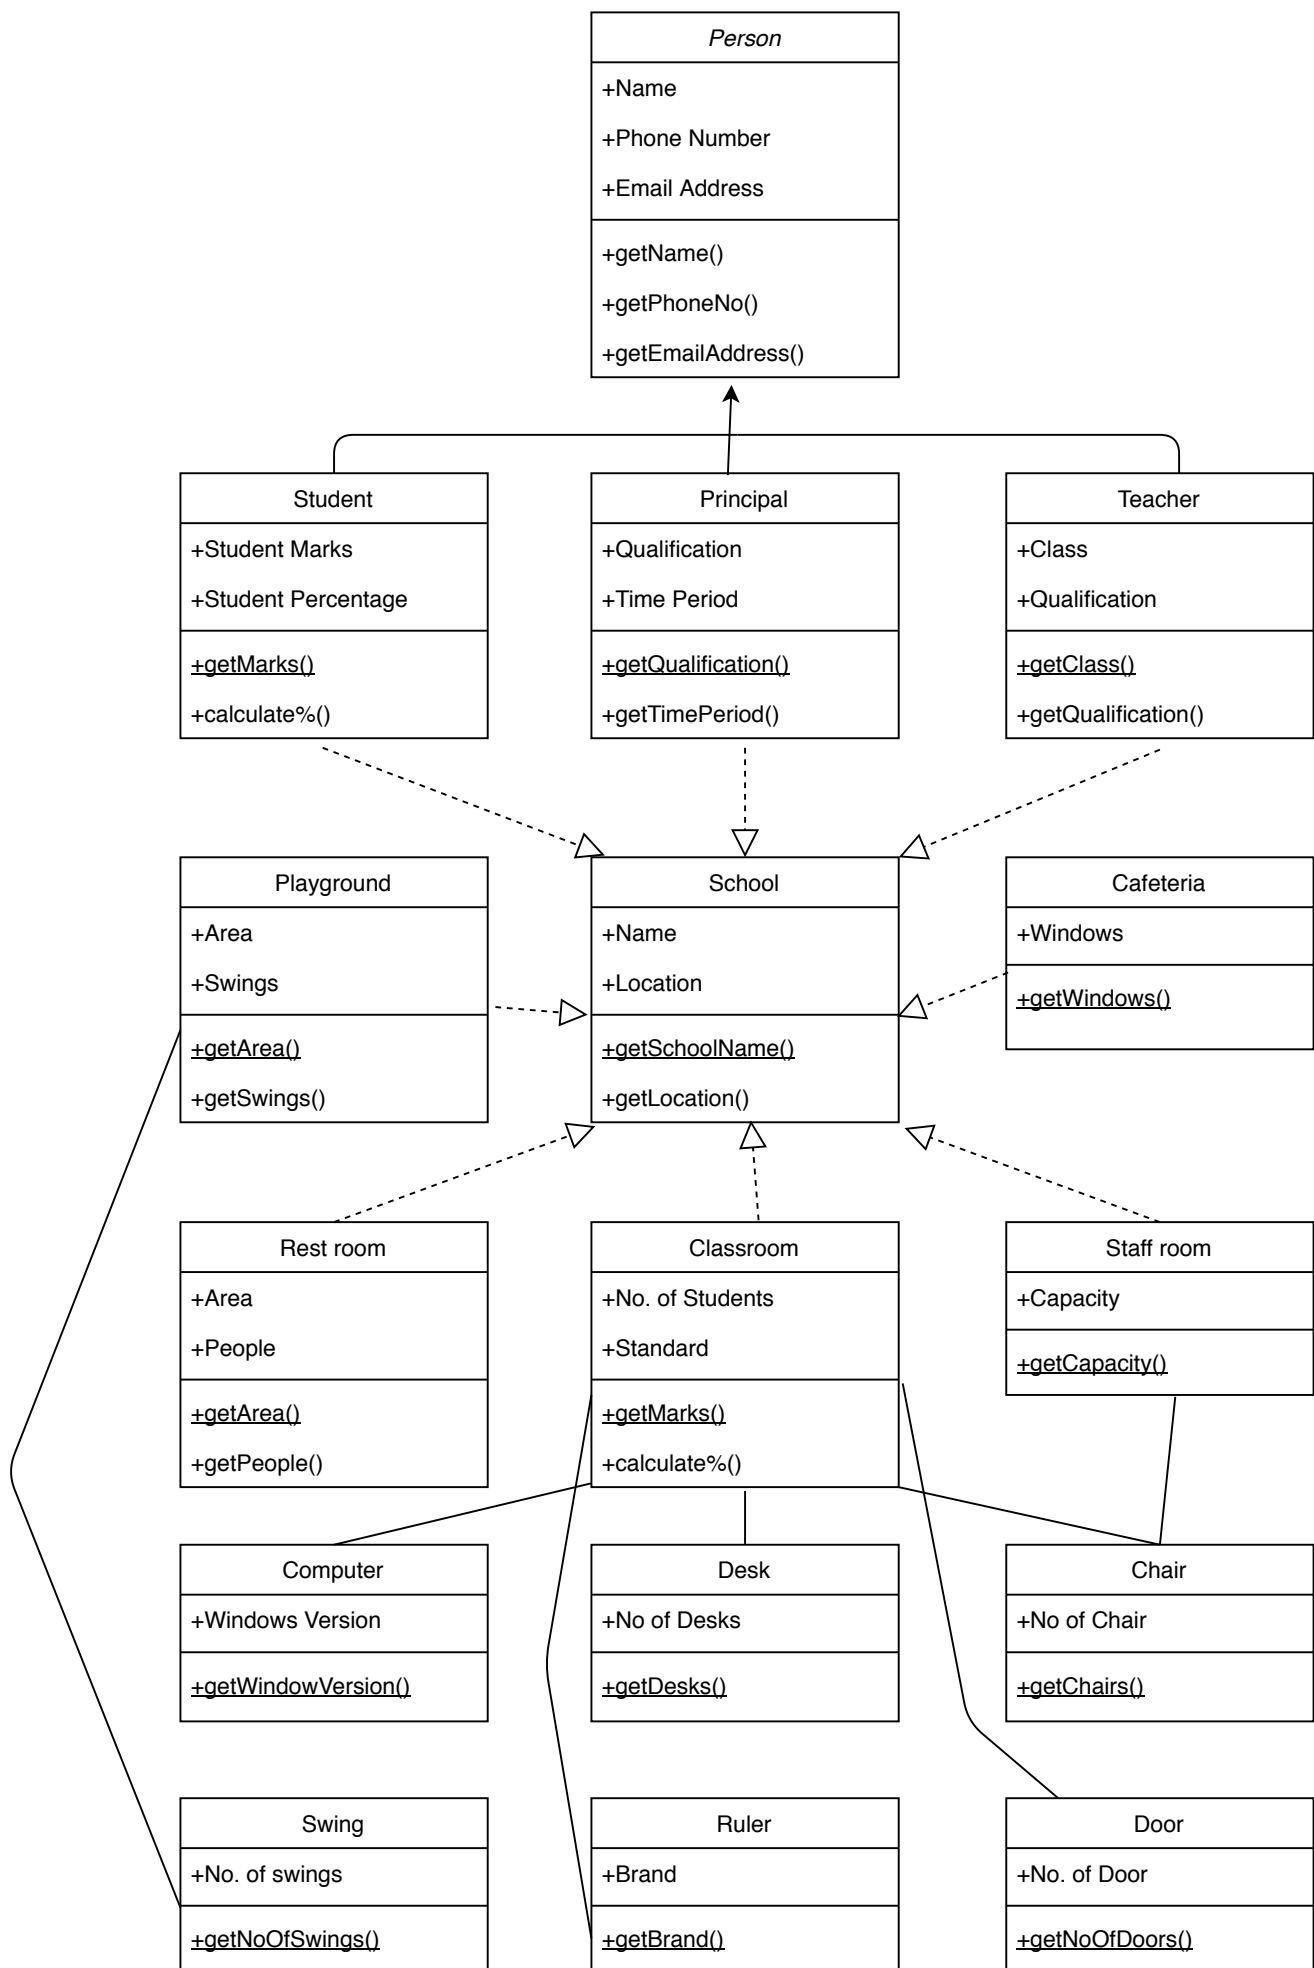 Person
+Name
+Phone Number
+Email Address
+getName()
+getPhoneNo()
+getEmailAddress()
Student
+Student Marks
+Student Percentage
+getMarks()
+calculate%()
Principal
+Qualification
+Time Period
+getQualification()
+getTimePeriod()
Teacher
+Class
+Qualification
+getClass()
+getQualification()
Playground
+Area
+Swings
+getArea()
+getSwings()
School
+Name
+Location
+getSchoolName()
+getLocation()
Cafeteria
+Windows
+getWindows()
Rest room
+Area
+People
+getArea()
+getPeople()
Classroom
+No. of Students
+Standard
+getMarks()
+calculate%()
Staff room
+Capacity
+getCapacity()
Computer
+Windows Version
+getWindowVersion()
Desk
+No of Desks
+getDesks()
Chair
+No of Chair
+getChairs()
Swing
+No. of swings
+getNoOfSwings()
Ruler
+Brand
+getBrand()
Door
+No. of Door
+getNoOfDoors()